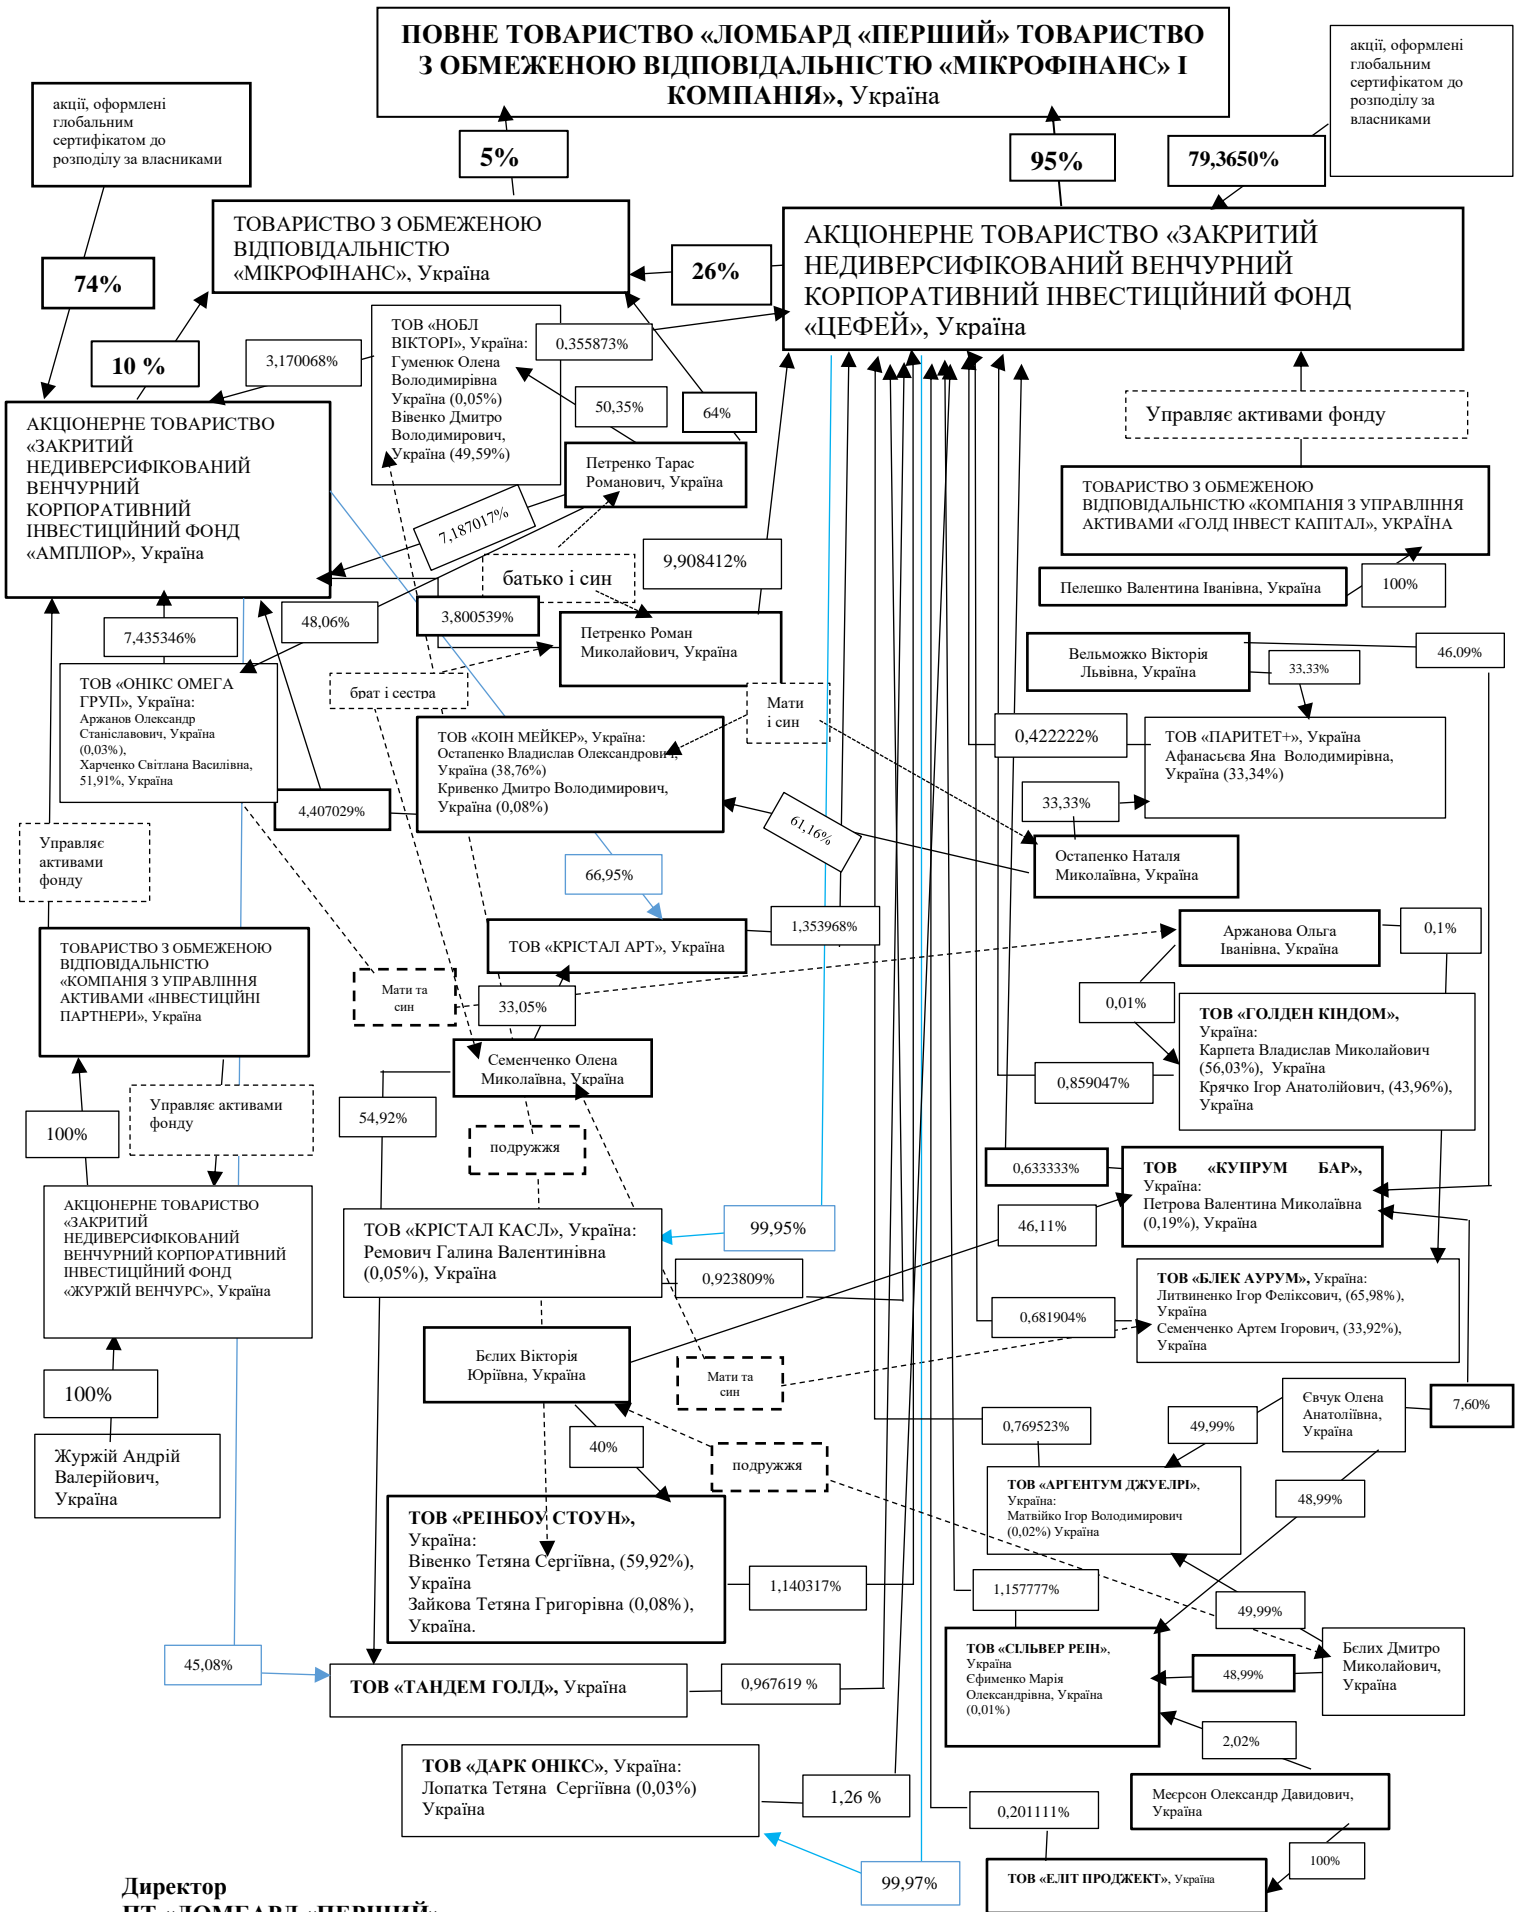 ПОВНЕ ТОВАРИСТВО «ЛОМБАРД «ПЕРШИЙ» ТОВАРИСТВО
З ОБМЕЖЕНОЮ ВІДПОВІДАЛЬНІСТЮ «МІКРОФІНАНС» І
КОМПАНІЯ», Україна
акції, оформлені
глобальним
сертифікатом до
розподілу за
власниками
акції, оформлені
глобальним
сертифікатом до
розподілу за власниками
5%
95%
79,3650%
ТОВАРИСТВО З ОБМЕЖЕНОЮ
ВІДПОВІДАЛЬНІСТЮ
«МІКРОФІНАНС», Україна
АКЦІОНЕРНЕ ТОВАРИСТВО «ЗАКРИТИЙ
НЕДИВЕРСИФІКОВАНИЙ ВЕНЧУРНИЙ
КОРПОРАТИВНИЙ ІНВЕСТИЦІЙНИЙ ФОНД
«ЦЕФЕЙ», Україна
26%
74%
10 %
3,170068%
ТОВ «НОБЛ
ВІКТОРІ», Україна:
Гуменюк Олена
Володимирівна
Україна (0,05%)
Вівенко Дмитро
Володимирович,
Україна (49,59%)
0,355873%
50,35%
64%
Управляє активами фонду
АКЦІОНЕРНЕ ТОВАРИСТВО
«ЗАКРИТИЙ
НЕДИВЕРСИФІКОВАНИЙ
ВЕНЧУРНИЙ
КОРПОРАТИВНИЙ
ІНВЕСТИЦІЙНИЙ ФОНД
«АМПЛІОР», Україна
Петренко Тарас
Романович, Україна
ТОВАРИСТВО З ОБМЕЖЕНОЮ
ВІДПОВІДАЛЬНІСТЮ «КОМПАНІЯ З УПРАВЛІННЯ
АКТИВАМИ «ГОЛД ІНВЕСТ КАПІТАЛ», УКРАЇНА
7,187017%
9,908412%
батько і син
Пелешко Валентина Іванівна, Україна
100%
48,06%
3,800539%
7,435346%
Петренко Роман
Миколайович, Україна
Вельможко Вікторія
Львівна, Україна
46,09%
33,33%
ТОВ «ОНІКС ОМЕГА
ГРУП», Україна:
Аржанов Олександр
Станіславович, Україна
(0,03%),
Харченко Світлана Василівна,
51,91%, Україна
брат і сестра
Мати
і син
ТОВ «КОІН МЕЙКЕР», Україна:
Остапенко Владислав Олександрович,
Україна (38,76%)
Кривенко Дмитро Володимирович,
Україна (0,08%)
0,422222%
ТОВ «ПАРИТЕТ+», Україна
Афанасьєва Яна Володимирівна,
Україна (33,34%)
33,33%
4,407029%
61,16%
Управляє
активами
фонду
Остапенко Наталя
Миколаївна, Україна
66,95%
ТОВ «КРІСТАЛ АРТ», Україна
1,353968%
Аржанова Ольга
Іванівна, Україна
0,1%
ТОВАРИСТВО З ОБМЕЖЕНОЮ
ВІДПОВІДАЛЬНІСТЮ
«КОМПАНІЯ З УПРАВЛІННЯ
АКТИВАМИ «ІНВЕСТИЦІЙНІ
ПАРТНЕРИ», Україна
Мати та
син
33,05%
0,01%
ТОВ «ГОЛДЕН КІНДОМ»,
Україна:
Карпета Владислав Миколайович
(56,03%), Україна
Крячко Ігор Анатолійович, (43,96%),
Україна
Семенченко Олена
Миколаївна, Україна
0,859047%
54,92%
Управляє активами
фонду
100%
подружжя
0,633333%
ТОВ «КУПРУМ БАР»,
Україна:
Петрова Валентина Миколаївна
(0,19%), Україна
АКЦІОНЕРНЕ ТОВАРИСТВО
«ЗАКРИТИЙ
НЕДИВЕРСИФІКОВАНИЙ
ВЕНЧУРНИЙ КОРПОРАТИВНИЙ
ІНВЕСТИЦІЙНИЙ ФОНД
«ЖУРЖІЙ ВЕНЧУРС», Україна
ТОВ «КРІСТАЛ КАСЛ», Україна:
Ремович Галина Валентинівна
(0,05%), Україна
99,95%
46,11%
0,923809%
ТОВ «БЛЕК АУРУМ», Україна:
Литвиненко Ігор Феліксович, (65,98%),
Україна
Семенченко Артем Ігорович, (33,92%),
Україна
0,681904%
Бєлих Вікторія
Юріївна, Україна
Мати та
син
100%
Євчук Олена
Анатоліївна,
Україна
7,60%
Журжій Андрій
Валерійович,
Україна
40%
подружжя
0,769523%
49,99%
ТОВ «АРГЕНТУМ ДЖУЕЛРІ»,
Україна:
Матвійко Ігор Володимирович
(0,02%) Україна
48,99%
ТОВ «РЕІНБОУ СТОУН»,
Україна:
Вівенко Тетяна Сергіївна, (59,92%),
Україна
Зайкова Тетяна Григорівна (0,08%),
Україна.
1,140317%
1,157777%
49,99%
ТОВ «СІЛЬВЕР РЕІН»,
Україна
Єфименко Марія
Олександрівна, Україна
(0,01%)
48,99%
Бєлих Дмитро
Миколайович,
Україна
45,08%
ТОВ «ТАНДЕМ ГОЛД», Україна
0,967619 %
2,02%
ТОВ «ДАРК ОНІКС», Україна:
Лопатка Тетяна Сергіївна (0,03%)
Україна
1,26 %
0,201111%
Меєрсон Олександр Давидович,
Україна
99,97%
ТОВ «ЕЛІТ ПРОДЖЕКТ», Україна
100%
Директор
ПТ «ЛОМБАРД «ПЕРШИЙ»